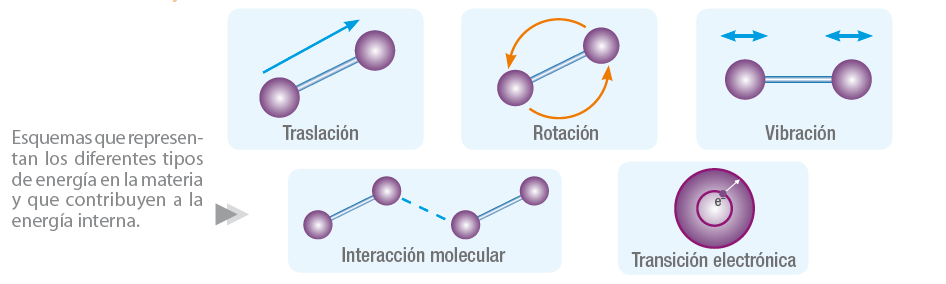 Traslación
Rotación
Vibración
Esquemas que represen-
tan los diferentes tipos
de energía en la materia
y que contribuyen a la
energía interna.
Interacción molecular
e-
Transición electrónica